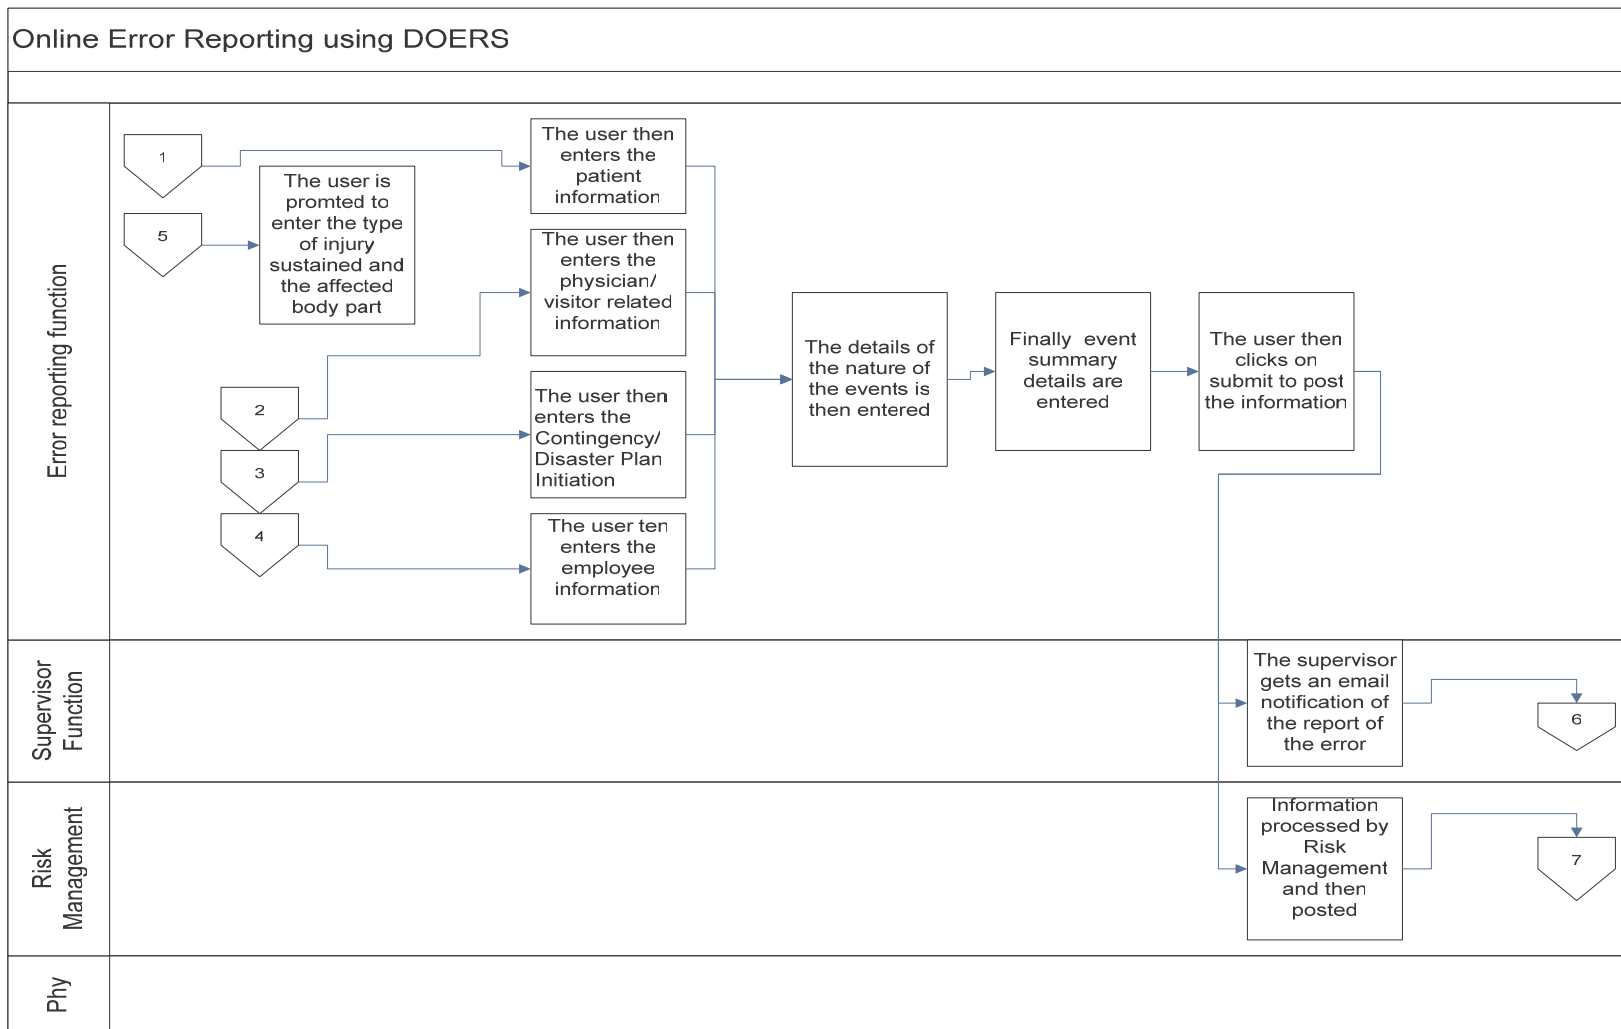 Online Error Reporting using DOERS
Error reporting function
1
5
The user is
promted to
enter the type
of injury
sustained and
the affected
body part
2
3
4
The user then
enters the
patient
information
The user then
enters the
physician/
visitor related
information
The user then
enters the
Contingency/
Disaster Plan
Initiation
The user ten
enters the
employee
information
The details of
the nature of
the events is
then entered
Finally event
summary
details are
entered
The user then
clicks on
submit to post
the information
Supervisor
Function
The supervisor
gets an email
notification of
the report of
the error
6
Risk
Management
Information
processed by
Risk
Management
and then
posted
7
Phy